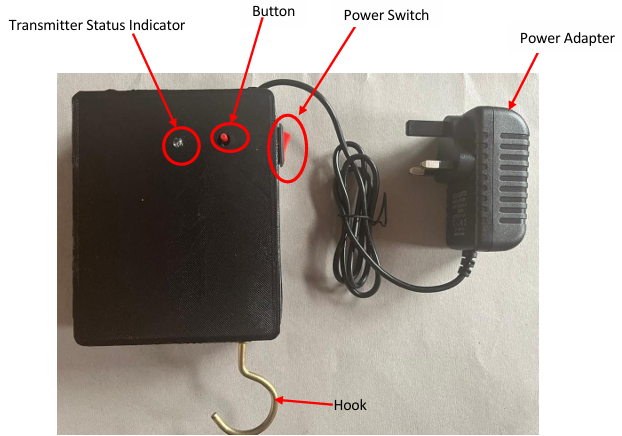 Button
Power Switch
Transmitter Status Indicator
Power Adapter
Hook